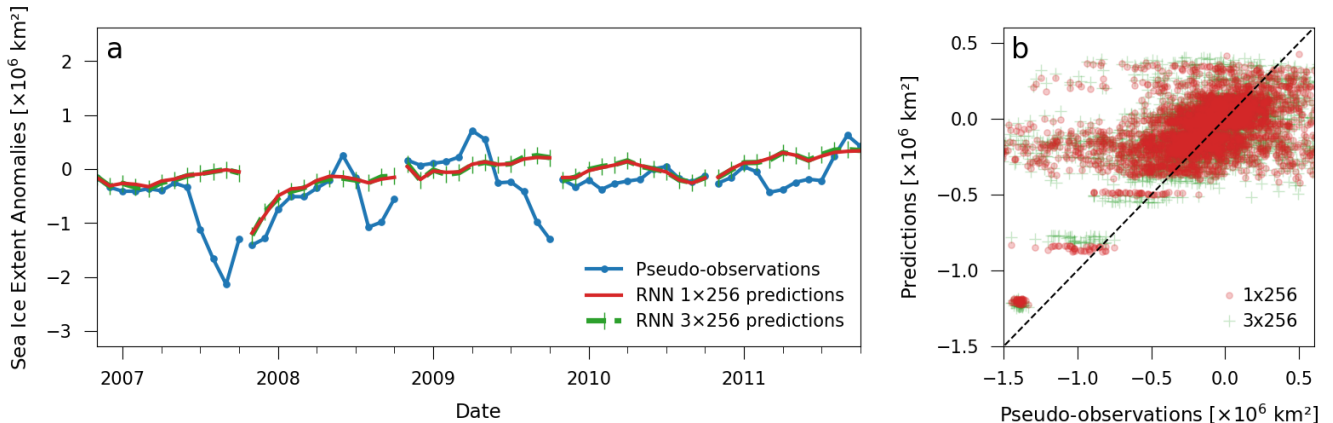 a
Sea Ice Extent Anomalies [×10⁶ km²]
2
1
0
−1
−2
−3
2007
2008
2009
2010
2011
Date
Pseudo-observations
RNN 1×256 predictions
RNN 3×256 predictions
b
Predictions [×10⁶ km²]
0.5
0.0
−0.5
−1.0
−1.5
−1.5
−1.0
−0.5
0.0
0.5
Pseudo-observations [×10⁶ km²]
1x256
3x256